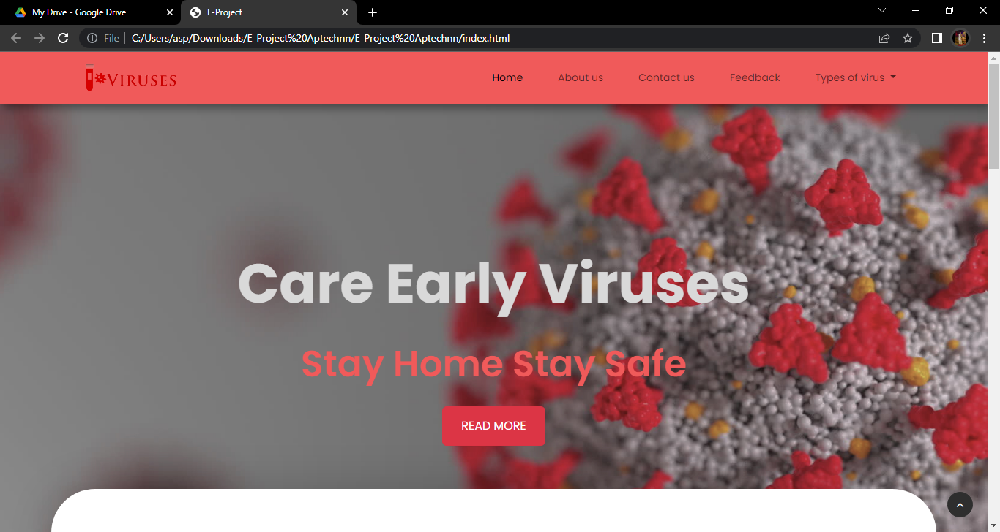 My Drive - Google Drive
E-Project
File
C:/Users/asp/Downloads/E-Project%20Aptechnn/E-Project%20Aptechnn/index.html
VIRUSES
Home
About us
Contact us
Feedback
Types of virus
Care Early Viruses
Stay Home Stay Safe
READ MORE